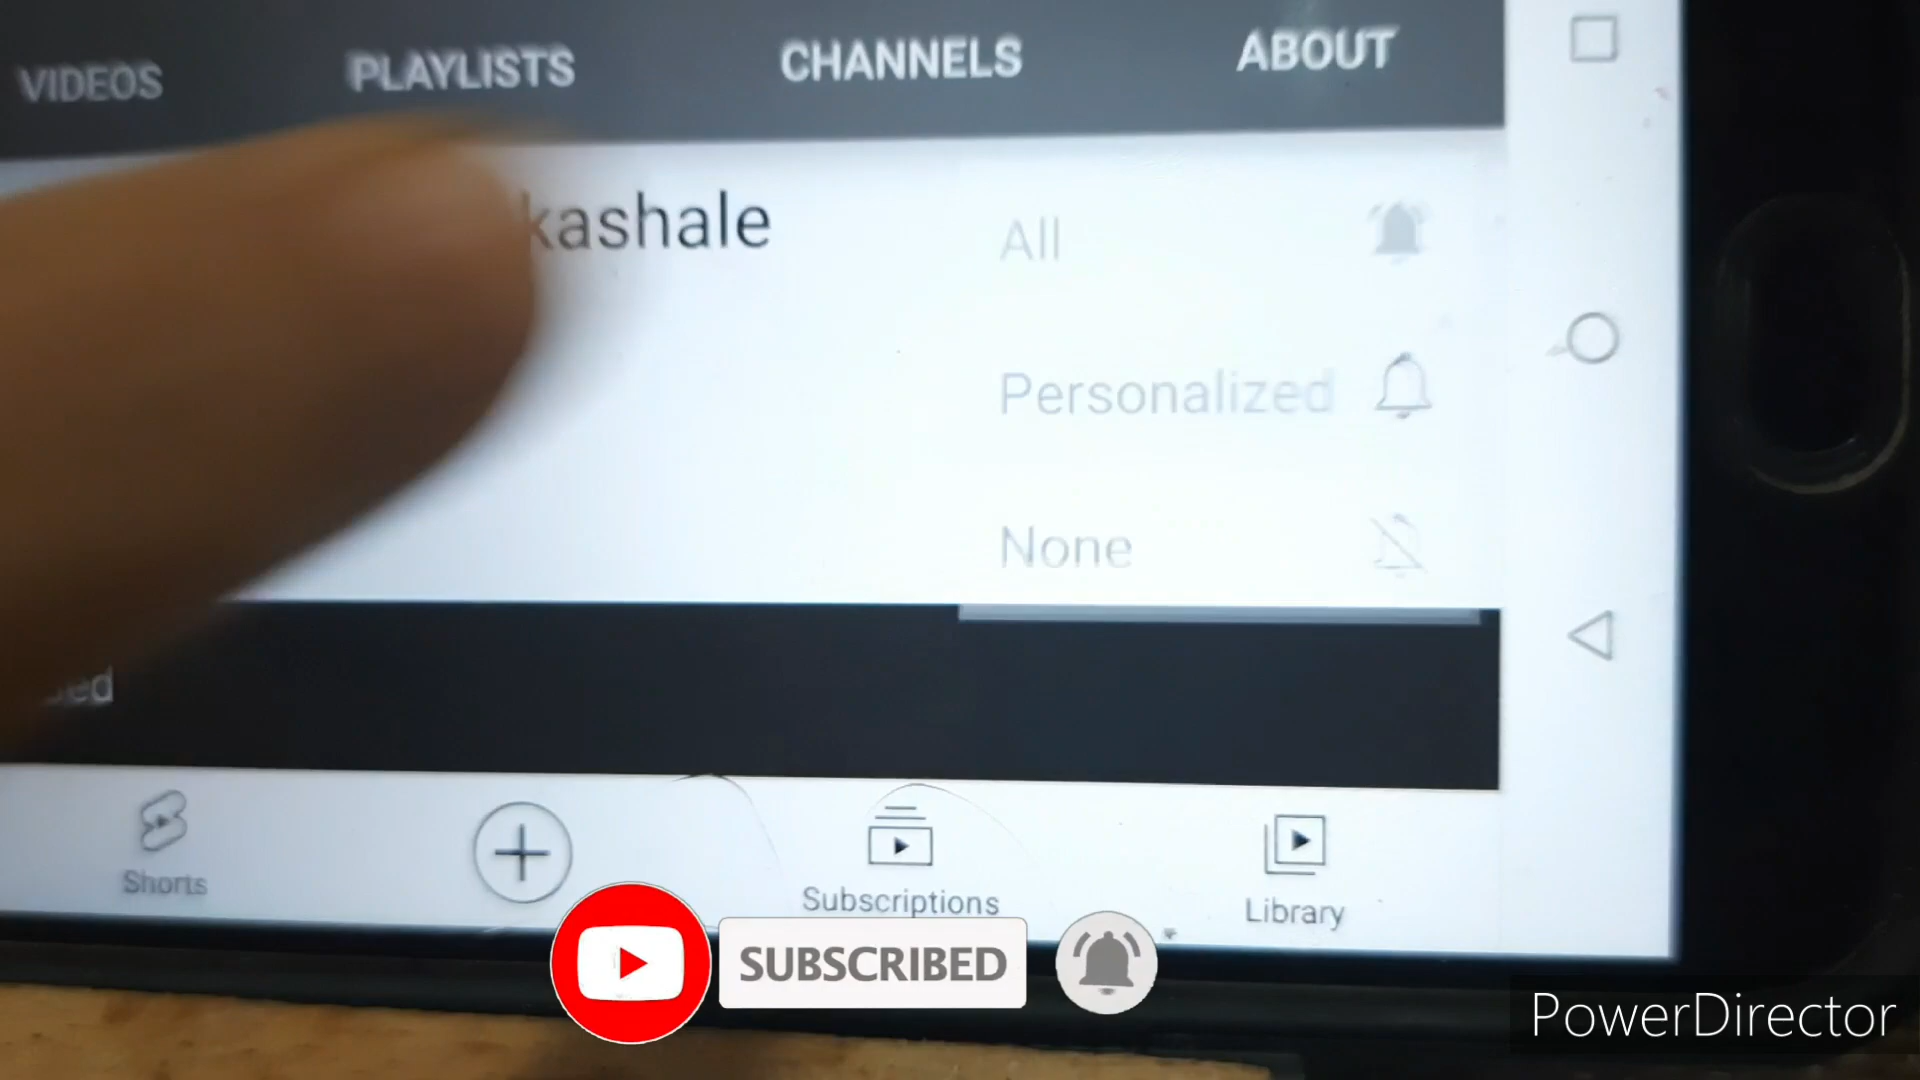 VIDEOS PLAYLISTS CHANNELS ABOUT
kashale
All
Personalized
None
Shorts
Subscriptions
Library
SUBSCRIBED
PowerDirector